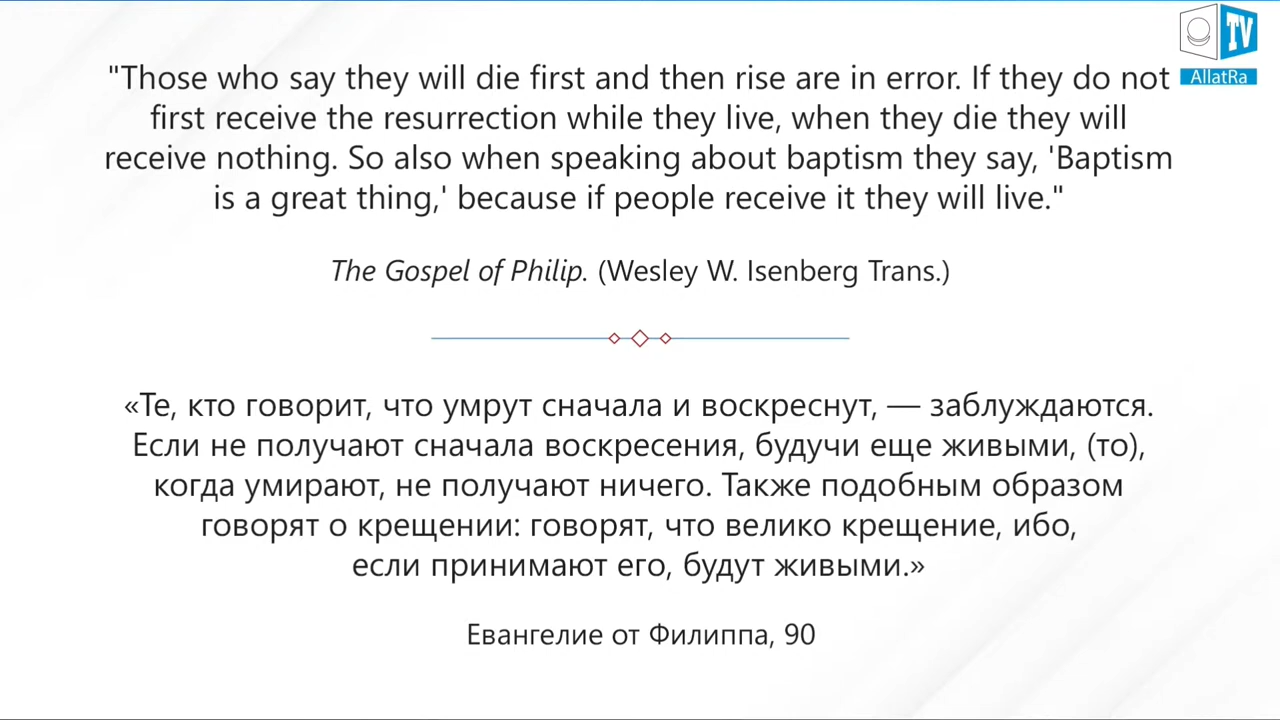 TV
AllatRa
"Those who say they will die first and then rise are in error. If they do not
first receive the resurrection while they live, when they die they will
receive nothing. So also when speaking about baptism they say, 'Baptism
is a great thing,' because if people receive it they will live."
The Gospel of Philip. (Wesley W. Isenberg Trans.)
«Те, кто говорит, что умрут сначала и воскреснут, — заблуждаются.
Если не получают сначала воскресения, будучи еще живыми, (то),
когда умирают, не получают ничего. Также подобным образом
говорят о крещении: говорят, что велико крещение, ибо,
если принимают его, будут живыми.»
Евангелие от Филиппа, 90